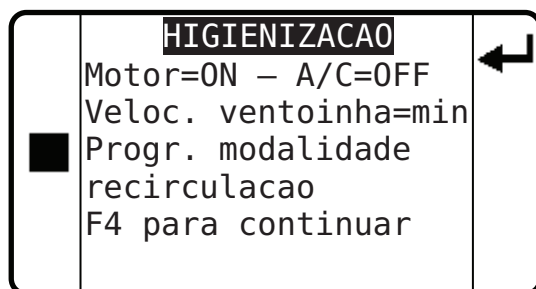 HIGIENIZACAO
Motor=ON – A/C=OFF
Veloc. ventoinha=min
Progr. modalidade
recirculacao
F4 para continuar